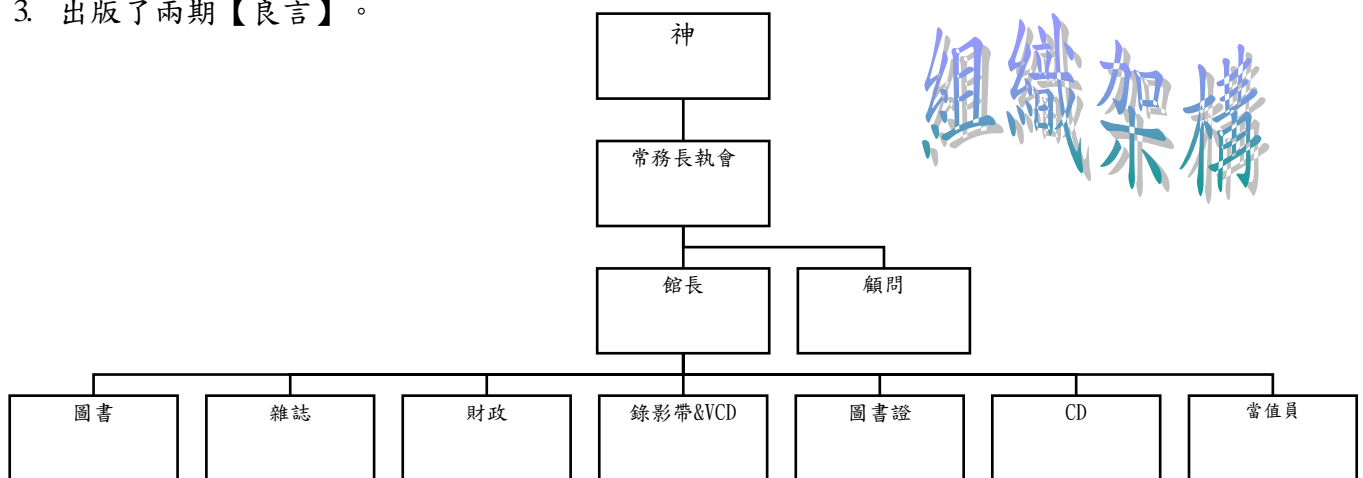 3. 出版了兩期【良言】。
組織架構
神
常務長執會
館長
顧問
圖書
雜誌
財政
錄影帶&VCD
圖書證
CD
當值員